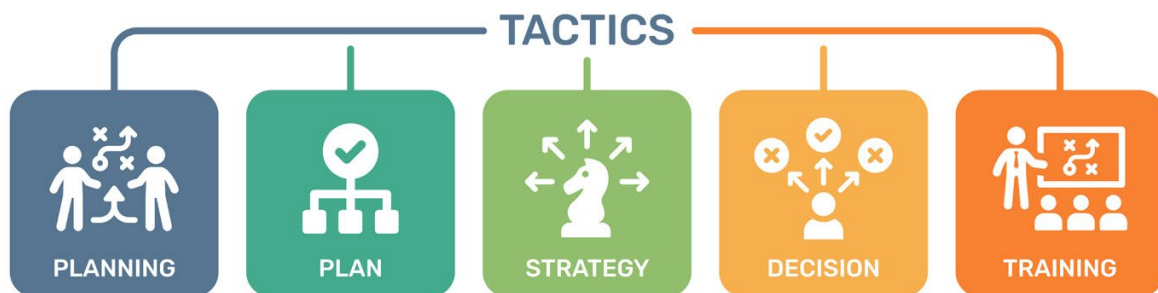 TACTICS
PLANNING
PLAN
STRATEGY
DECISION
TRAINING